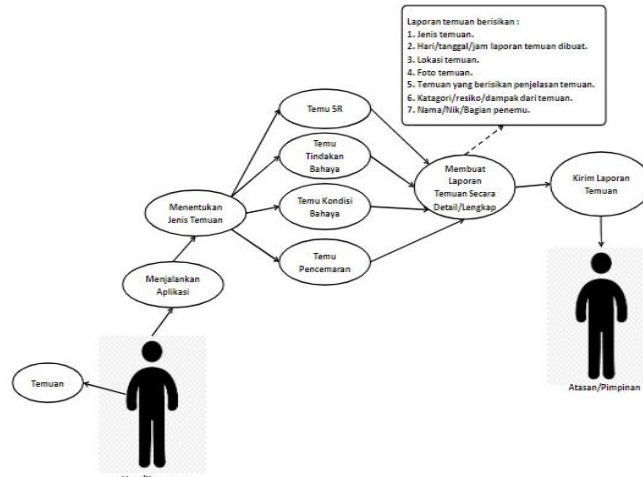 Laporan temuan berisikan :
1. Jenis temuan.
2. Hari/tanggal/jam laporan temuan dibuat.
3. Lokasi temuan.
4. Foto temuan.
5. Temuan yang berisikan penjelasan temuan.
6. Katagori/resiko/dampak dari temuan.
7. Nama/Nik/Bagian penemu.
Temu 5R
Temu
Tindakan
Bahaya
Temu Kondisi
Bahaya
Temu
Pencemaran
Menentukan
Jenis Temuan
Membuat
Laporan
Temuan Secara
Detail/Lengkap
Kirim Laporan
Temuan
Menjalankan
Aplikasi
Temuan
Atasan/Pimpinan